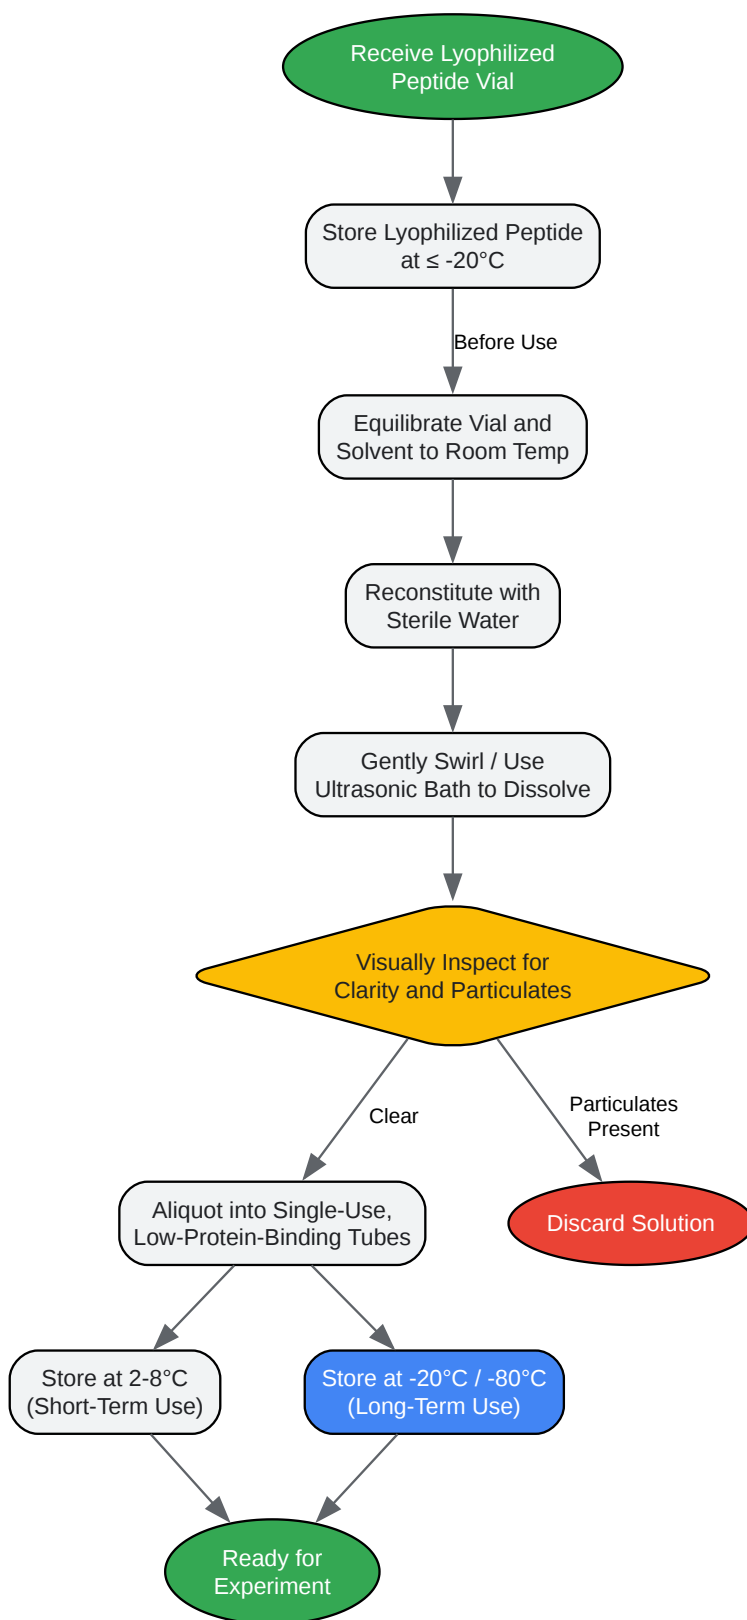 Receive Lyophilized
Peptide Vial
Store Lyophilized Peptide
at ≤ -20°C
Before Use
Equilibrate Vial and
Solvent to Room Temp
Reconstitute with
Sterile Water
Gently Swirl / Use
Ultrasonic Bath to Dissolve
Visually Inspect for
Clarity and Particulates
Clear
Particulates
Present
Aliquot into Single-Use,
Low-Protein-Binding Tubes
Discard Solution
Store at 2-8°C
(Short-Term Use)
Store at -20°C / -80°C
(Long-Term Use)
Ready for
Experiment